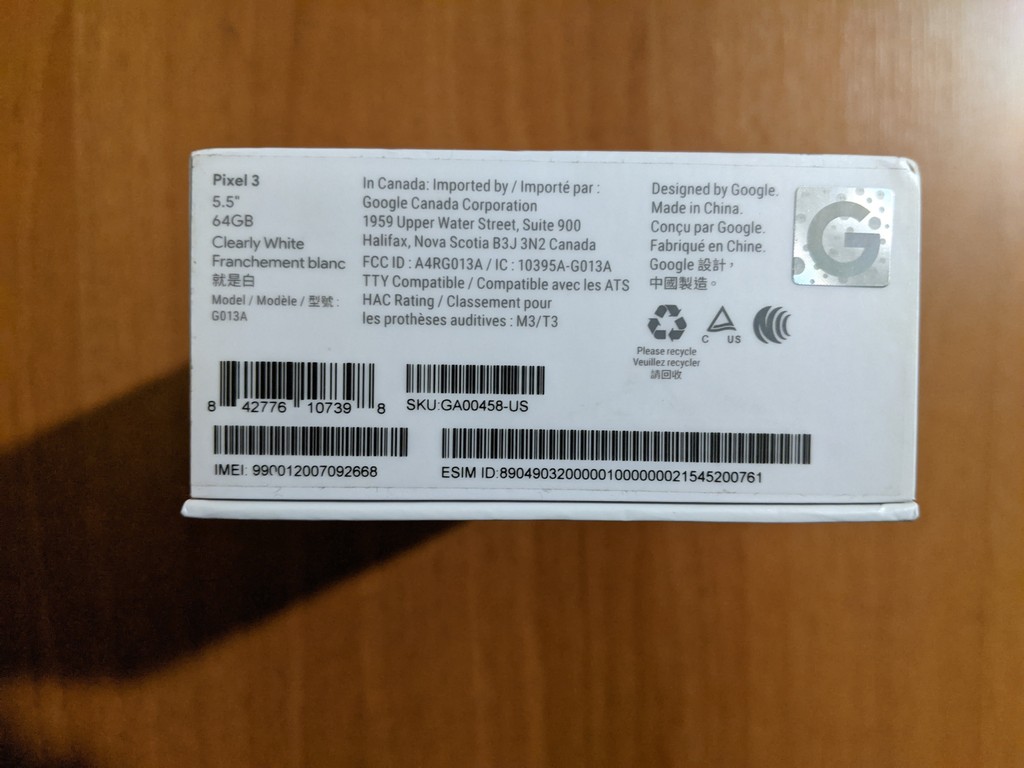 Pixel 3
5.5"
64GB
Clearly White
Franchement blanc
就是白
Model / Modèle / 型號 :
G013A
In Canada: Imported by / Importé par :
Google Canada Corporation
1959 Upper Water Street, Suite 900
Halifax, Nova Scotia B3J 3N2 Canada
FCC ID : A4RG013A / IC : 10395A-G013A
TTY Compatible / Compatible avec les ATS
HAC Rating / Classement pour
les prothèses auditives : M3/T3
Designed by Google.
Made in China.
Conçu par Google.
Fabriqué en Chine.
Google 設計，
中國製造。
G
C US
Please recycle
Veuillez recycler
請回收
8 42776 10739 8
SKU:GA00458-US
IMEI: 990012007092668
ESIM ID:89049032000001000000021545200761